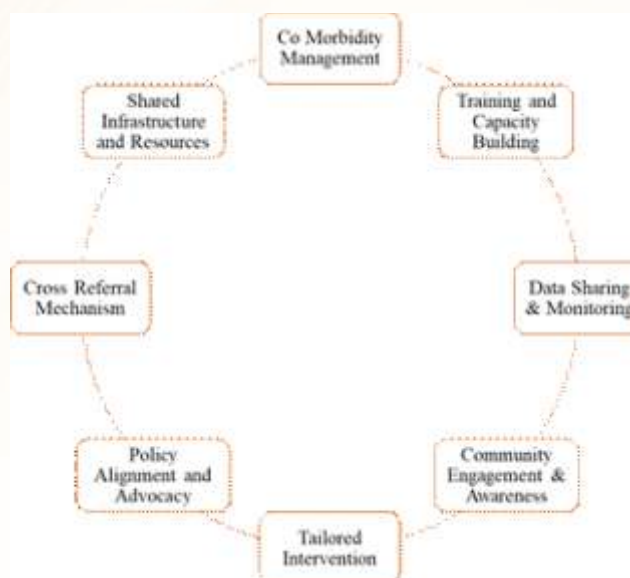 Co Morbidity
Management
Training and
Capacity
Building
Data Sharing
& Monitoring
Community
Engagement &
Awareness
Tailored
Intervention
Policy
Alignment and
Advocacy
Cross Referral
Mechanism
Shared
Infrastructure
and Resources